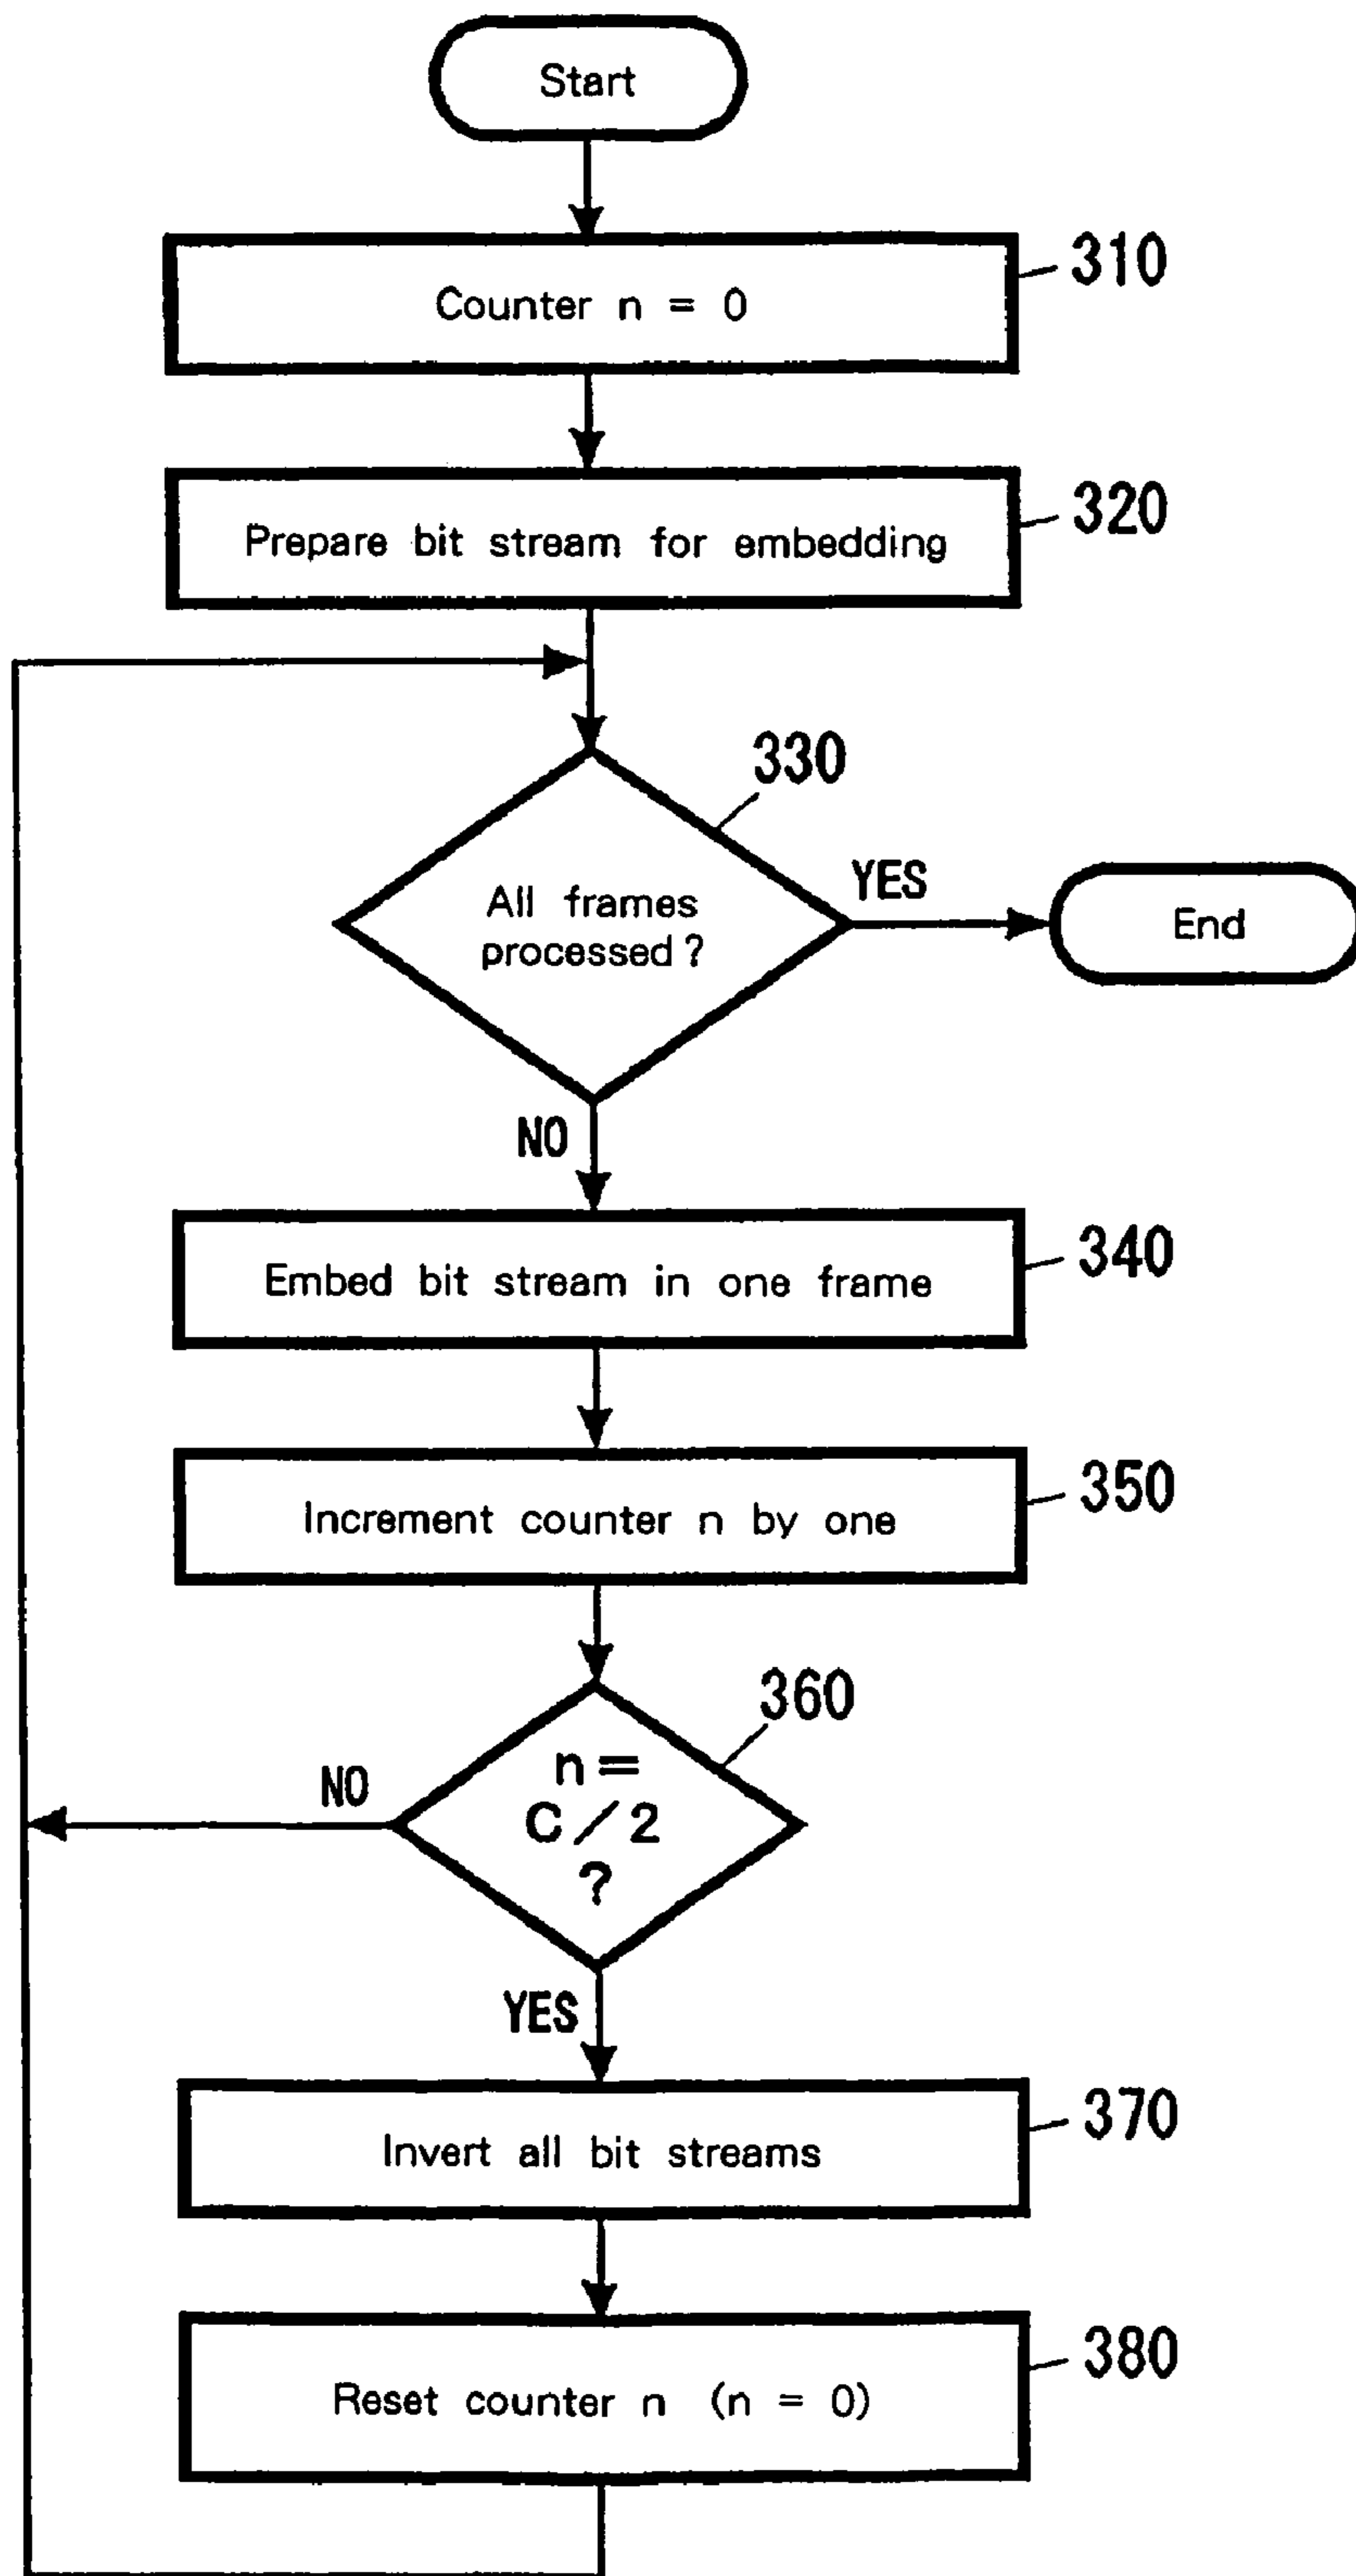 Start
310
Counter n = 0
320
Prepare bit stream for embedding
330
All frames
processed?
YES
End
NO
340
Embed bit stream in one frame
350
Increment counter n by one
360
NO
n=
C/2
?
YES
370
Invert all bit streams
380
Reset counter n (n = 0)